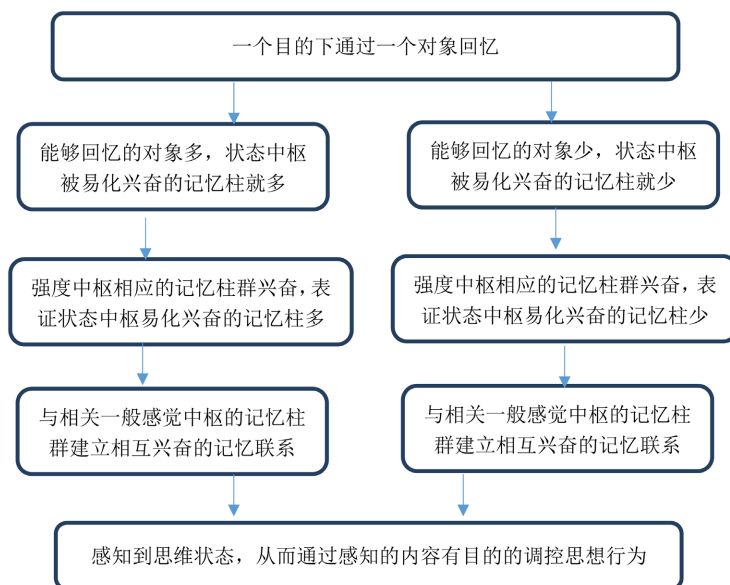 一个目的下通过一个对象回忆
能够回忆的对象多，状态中枢
被易化兴奋的记忆柱就多
能够回忆的对象少，状态中枢
被易化兴奋的记忆柱就少
强度中枢相应的记忆柱群兴奋，表
证状态中枢易化兴奋的记忆柱多
强度中枢相应的记忆柱群兴奋，表
证状态中枢易化兴奋的记忆柱少
与相关一般感觉中枢的记忆柱
群建立相互兴奋的记忆联系
与相关一般感觉中枢的记忆柱
群建立相互兴奋的记忆联系
感知到思维状态，从而通过感知的内容有目的的调控思想行为